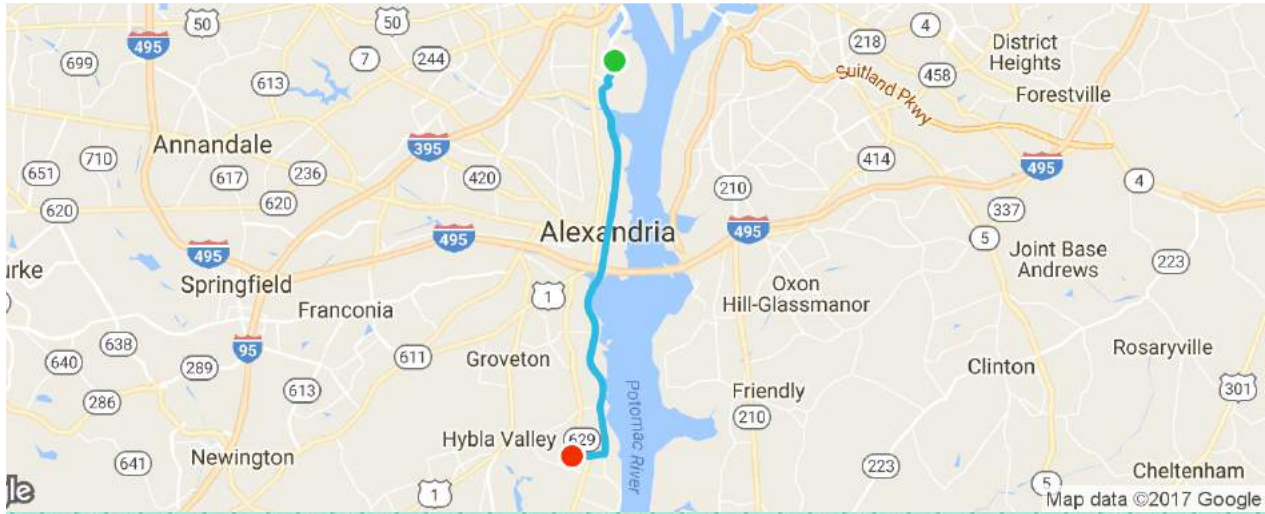 50
50
4
495
218
District
Heights
699
7
244
458
613
Suitland Pkwy
Forestville
Annandale
395
710
651
617
236
420
414
495
4
620
620
210
337
Alexandria
495
495
5
Joint Base
Andrews
223
urke
Springfield
Oxon
Hill-Glassmanor
1
Franconia
638
95
611
Groveton
Rosaryville
640
289
Clinton
301
613
Friendly
286
Potomac River
210
Hybla Valley
629
641
Newington
223
Cheltenham
1
5
le
Map data ©2017 Google